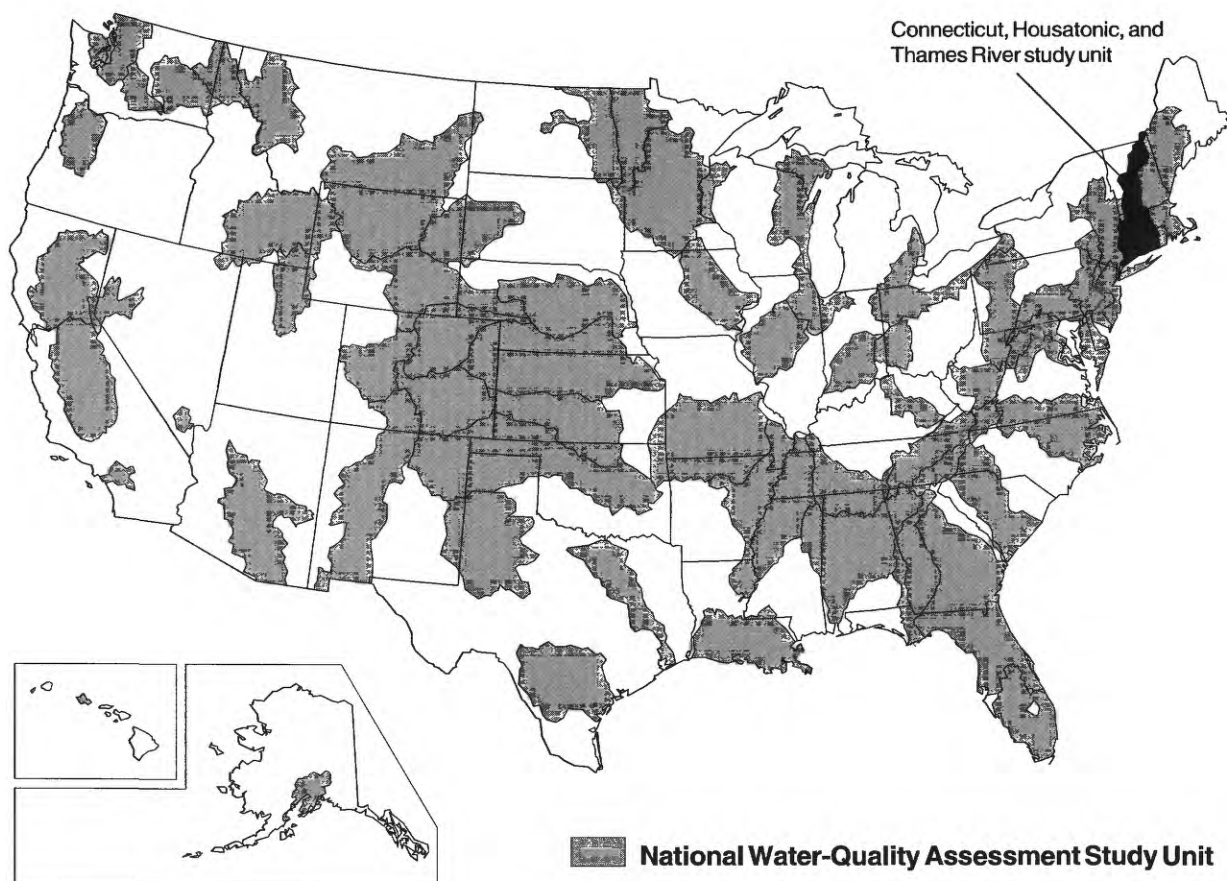 Connecticut, Housatonic, and
Thames River study unit
National Water-Quality Assessment Study Unit